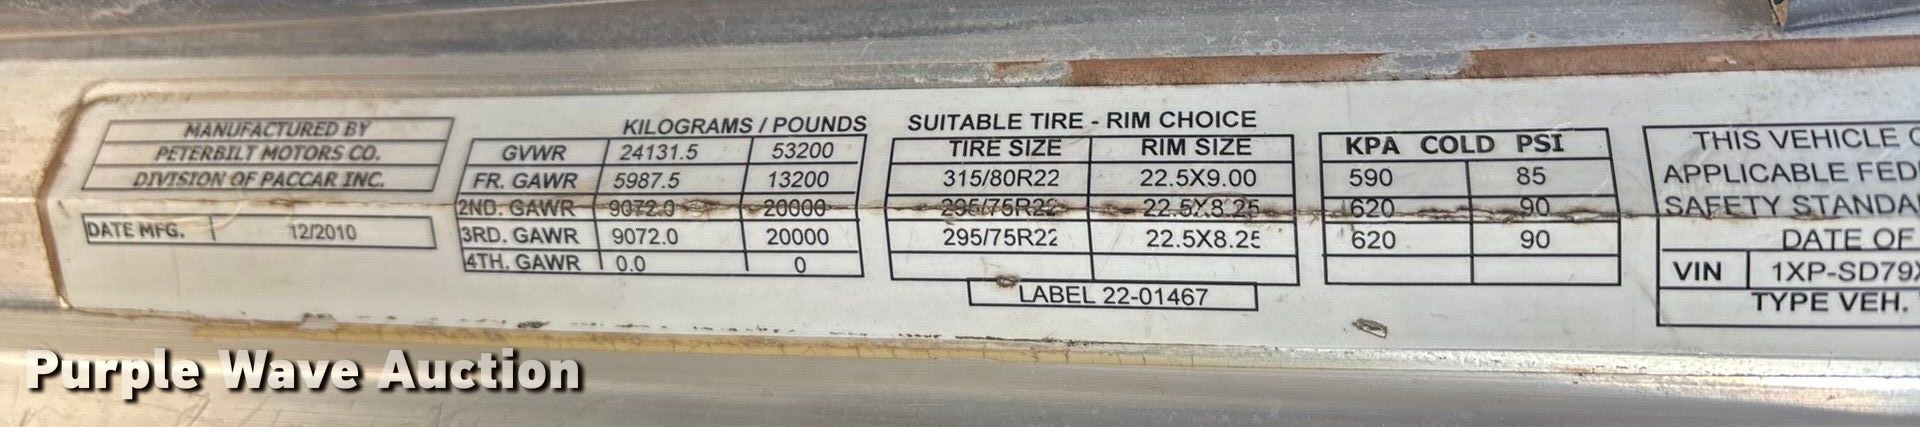 MANUFACTURED BY
PETERBILT MOTORS CO.
DIVISION OF PACCAR INC.
DATE MFG. 12/2010
KILOGRAMS / POUNDS
GVWR 24131.5 53200
FR. GAWR 5987.5 13200
2ND. GAWR 9072.0 20000
3RD. GAWR 9072.0 20000
4TH. GAWR 0.0 0
SUITABLE TIRE - RIM CHOICE
TIRE SIZE RIM SIZE
315/80R22 22.5X9.00
295/75R22 22.5X8.25
295/75R22 22.5X8.25
LABEL 22-01467
KPA COLD PSI
590 85
620 90
620 90
THIS VEHICLE
APPLICABLE FED
SAFETY STANDA
DATE OF
VIN 1XP-SD79X
TYPE VEH.
Purple Wave Auction